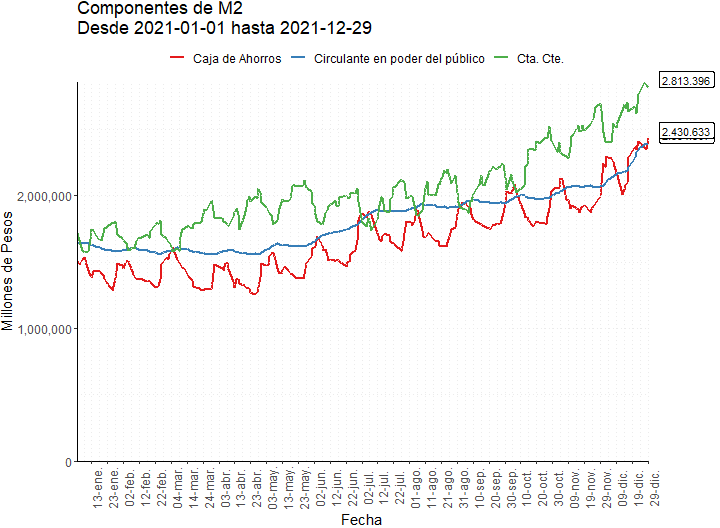 Componentes de M2
Desde 2021-01-01 hasta 2021-12-29
Caja de Ahorros Circulante en poder del público Cta. Cte.
2.813.396
2.430.633
2,000,000
1,000,000
0
Millones de Pesos
13-ene. 23-ene. 02-feb. 12-feb. 22-feb. 04-mar. 14-mar. 24-mar. 03-abr. 13-abr. 23-abr. 03-may. 13-may. 23-may. 02-jun. 12-jun. 22-jun. 02-jul. 12-jul. 22-jul. 01-ago. 11-ago. 21-ago. 31-ago. 10-sep. 20-sep. 30-sep. 10-oct. 20-oct. 30-oct. 09-nov. 19-nov. 29-nov. 09-dic. 19-dic. 29-dic.
Fecha